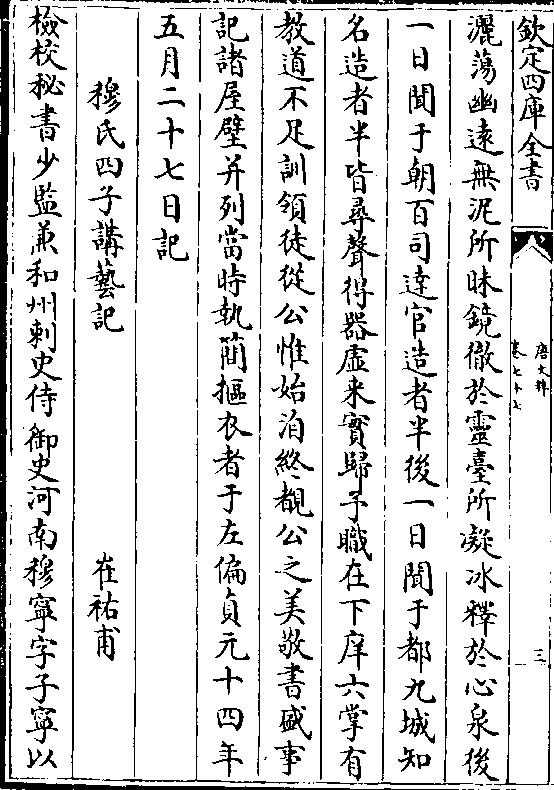 欽定四庫全書
唐文粹
卷七十七
三
灑蕩幽遠無泥所昧鏡徹於靈臺所凝冰釋於心泉後
一日聞于朝百司達官造者半後一日聞于都九城知
名造者半皆尋聲得器虛来實歸予職在下庠六掌有
教道不足訓領徒從公惟始洎終覩公之美敬書盛事
記諸屋壁并列當時執簡摳衣者于左偏貞元十四年
五月二十七日記
穆氏四子講藝記
崔祐甫
檢校秘書少監兼和州刺史侍御史河南穆寧字子寧以